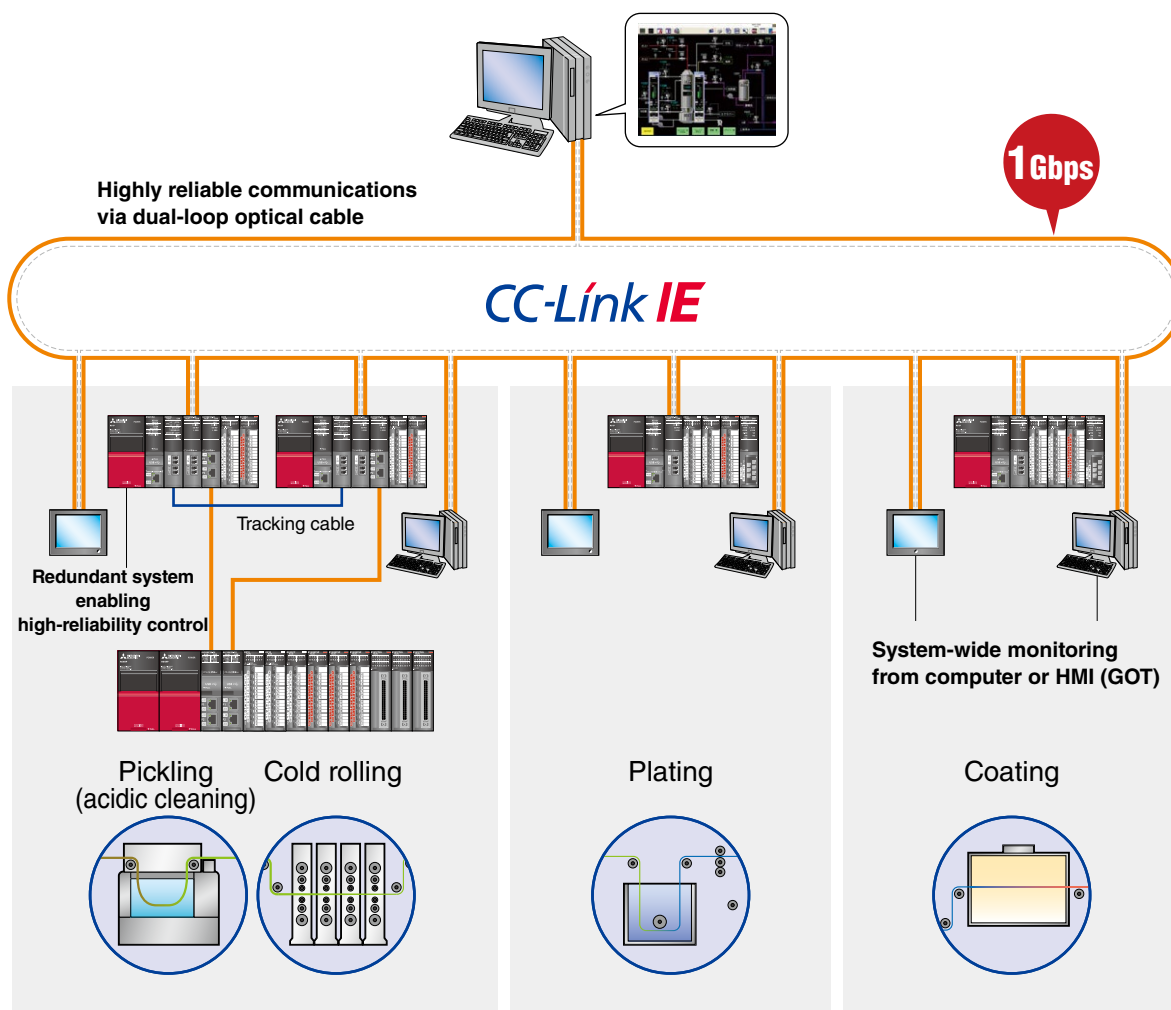 1Gbps
Highly reliable communications
via dual-loop optical cable
CC-Link IE
Tracking cable
Redundant system
enabling
high-reliability control
System-wide monitoring
from computer or HMI (GOT)
Pickling
(acidic cleaning)
Cold rolling
Plating
Coating